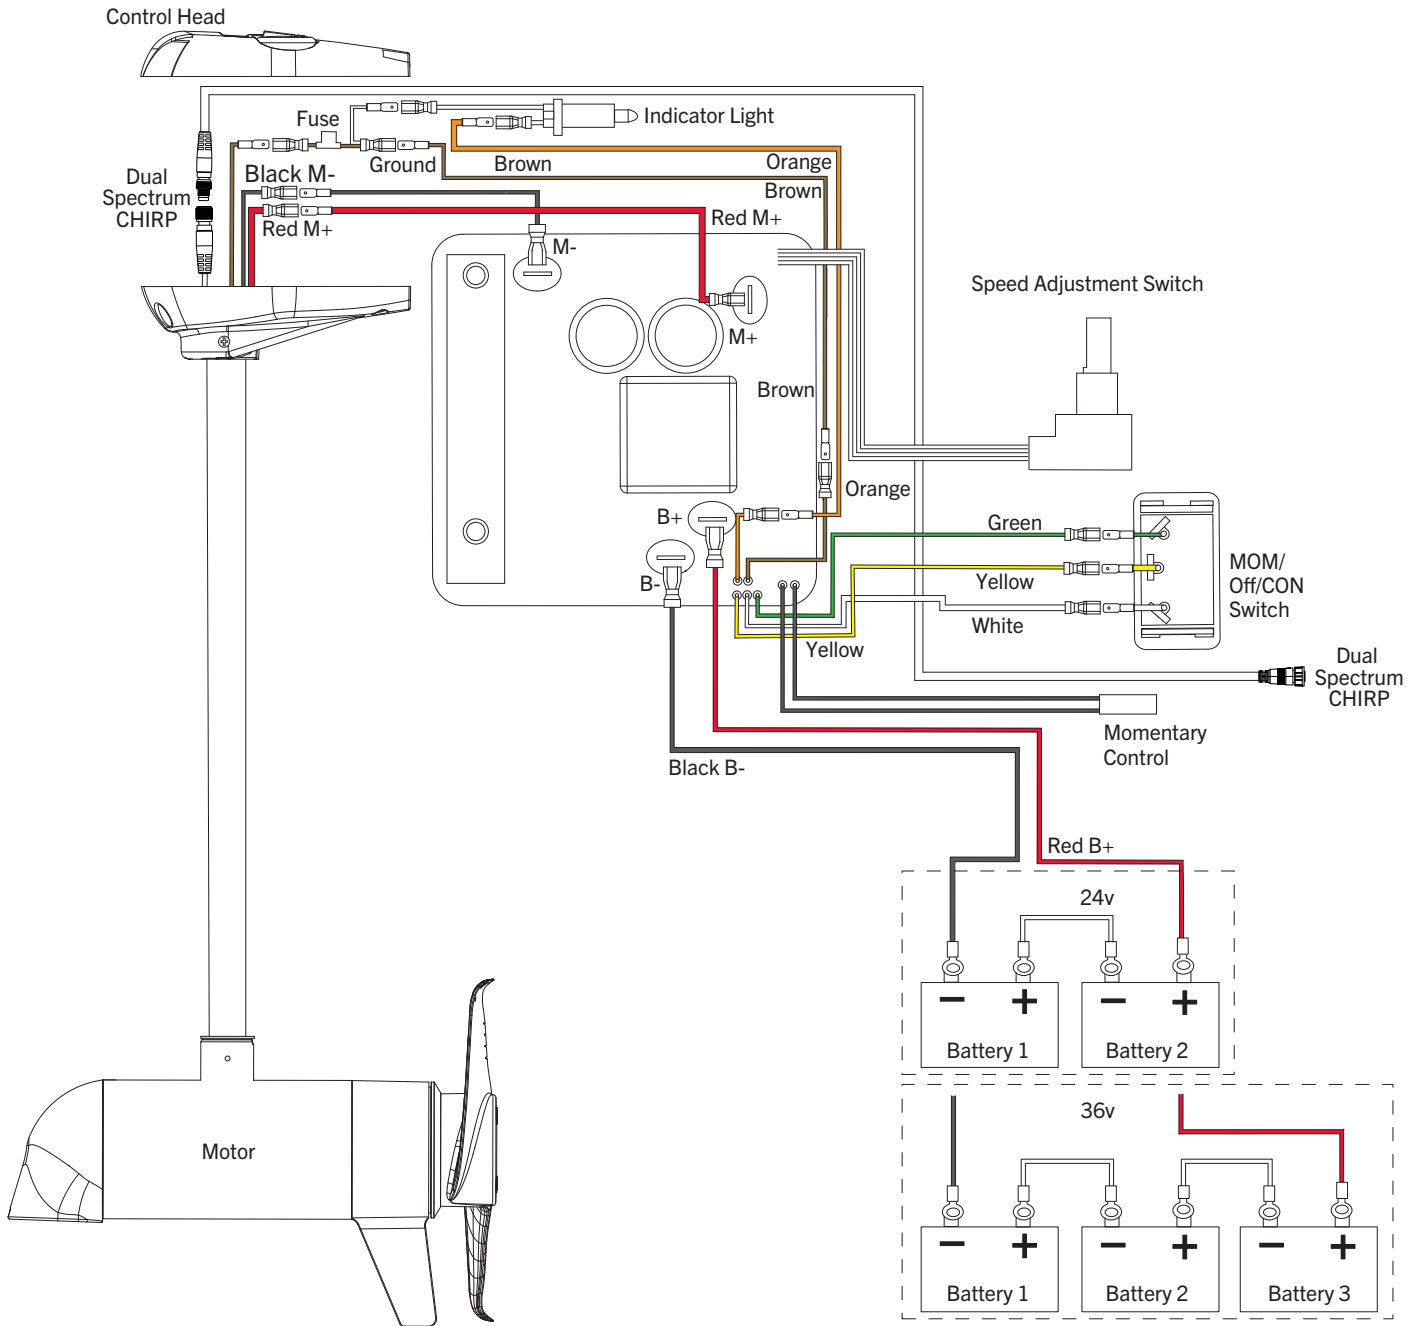 Control Head
Fuse
Indicator Light
Ground
Brown
Orange
Dual
Spectrum
CHIRP
Black M-
Brown
Red M+
Red M+
M-
Speed Adjustment Switch
M+
Brown
Orange
B+
Green
MOM/
Off/CON
Switch
B-
Yellow
White
Yellow
Dual
Spectrum
CHIRP
Momentary
Control
Black B-
Red B+
24v
− + − +
Battery 1 Battery 2
36v
Motor
− + − + − +
Battery 1 Battery 2 Battery 3